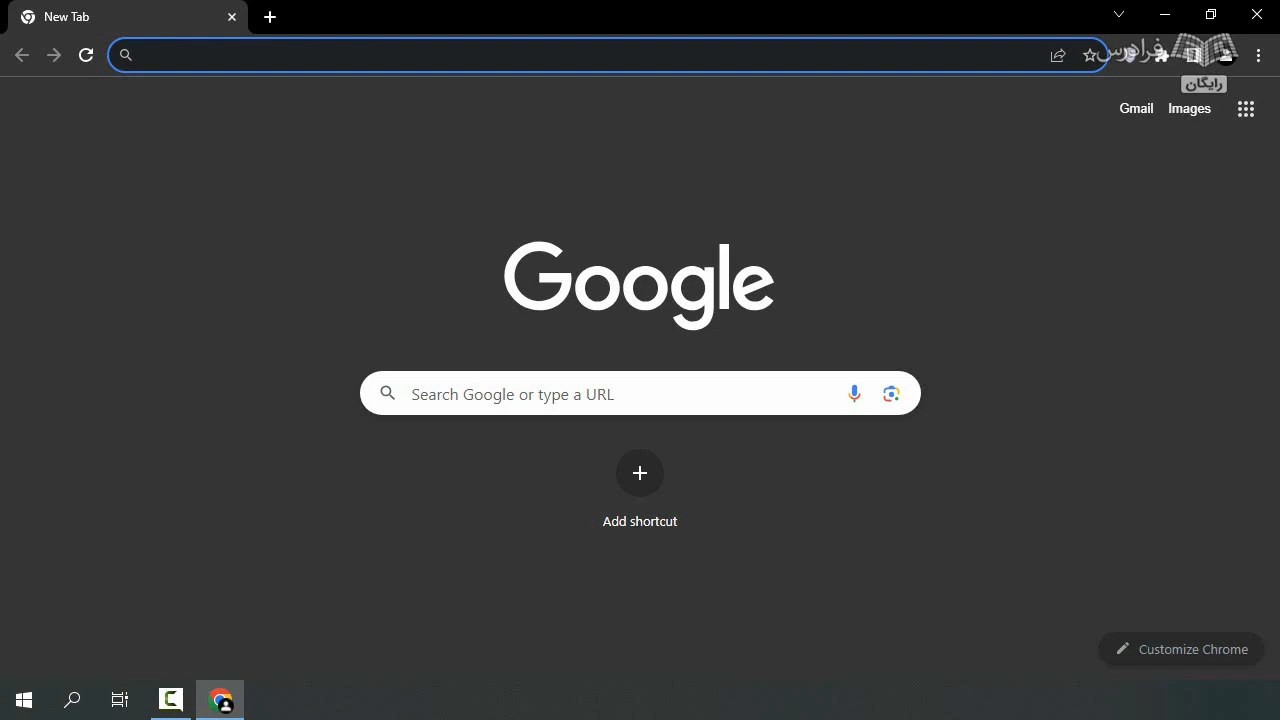 New Tab
فرادرس
رایگان
Gmail Images
Google
Search Google or type a URL
Add shortcut
Customize Chrome